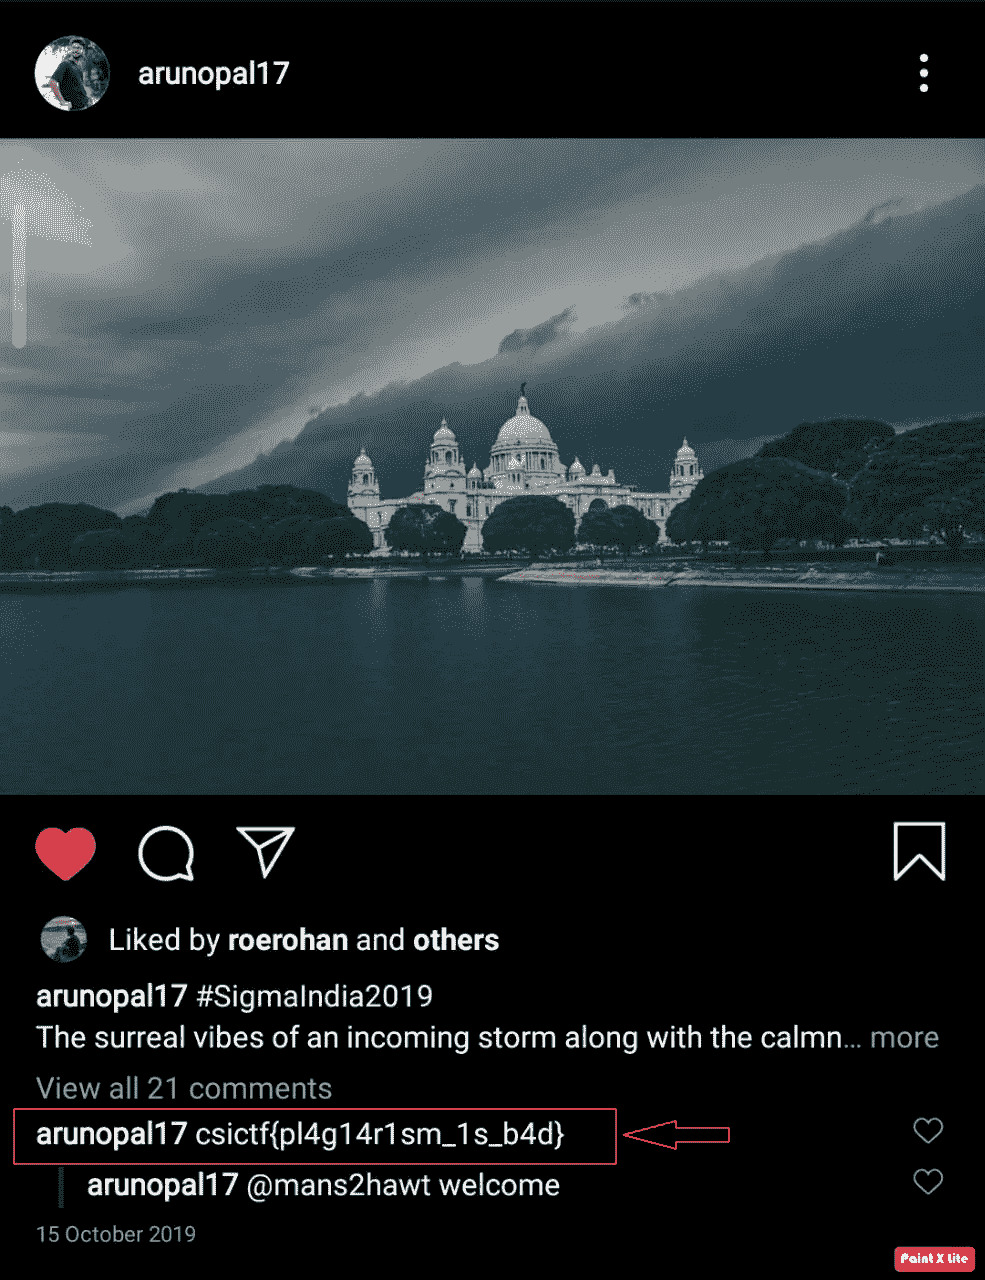 arunopal17
Liked by roerohan and others
arunopal17 #SigmaIndia2019
The surreal vibes of an incoming storm along with the calmn... more
View all 21 comments
arunopal17 csictf{pl4g14r1sm_1s_b4d}
arunopal17 @mans2hawt welcome
15 October 2019
Paint X Lite